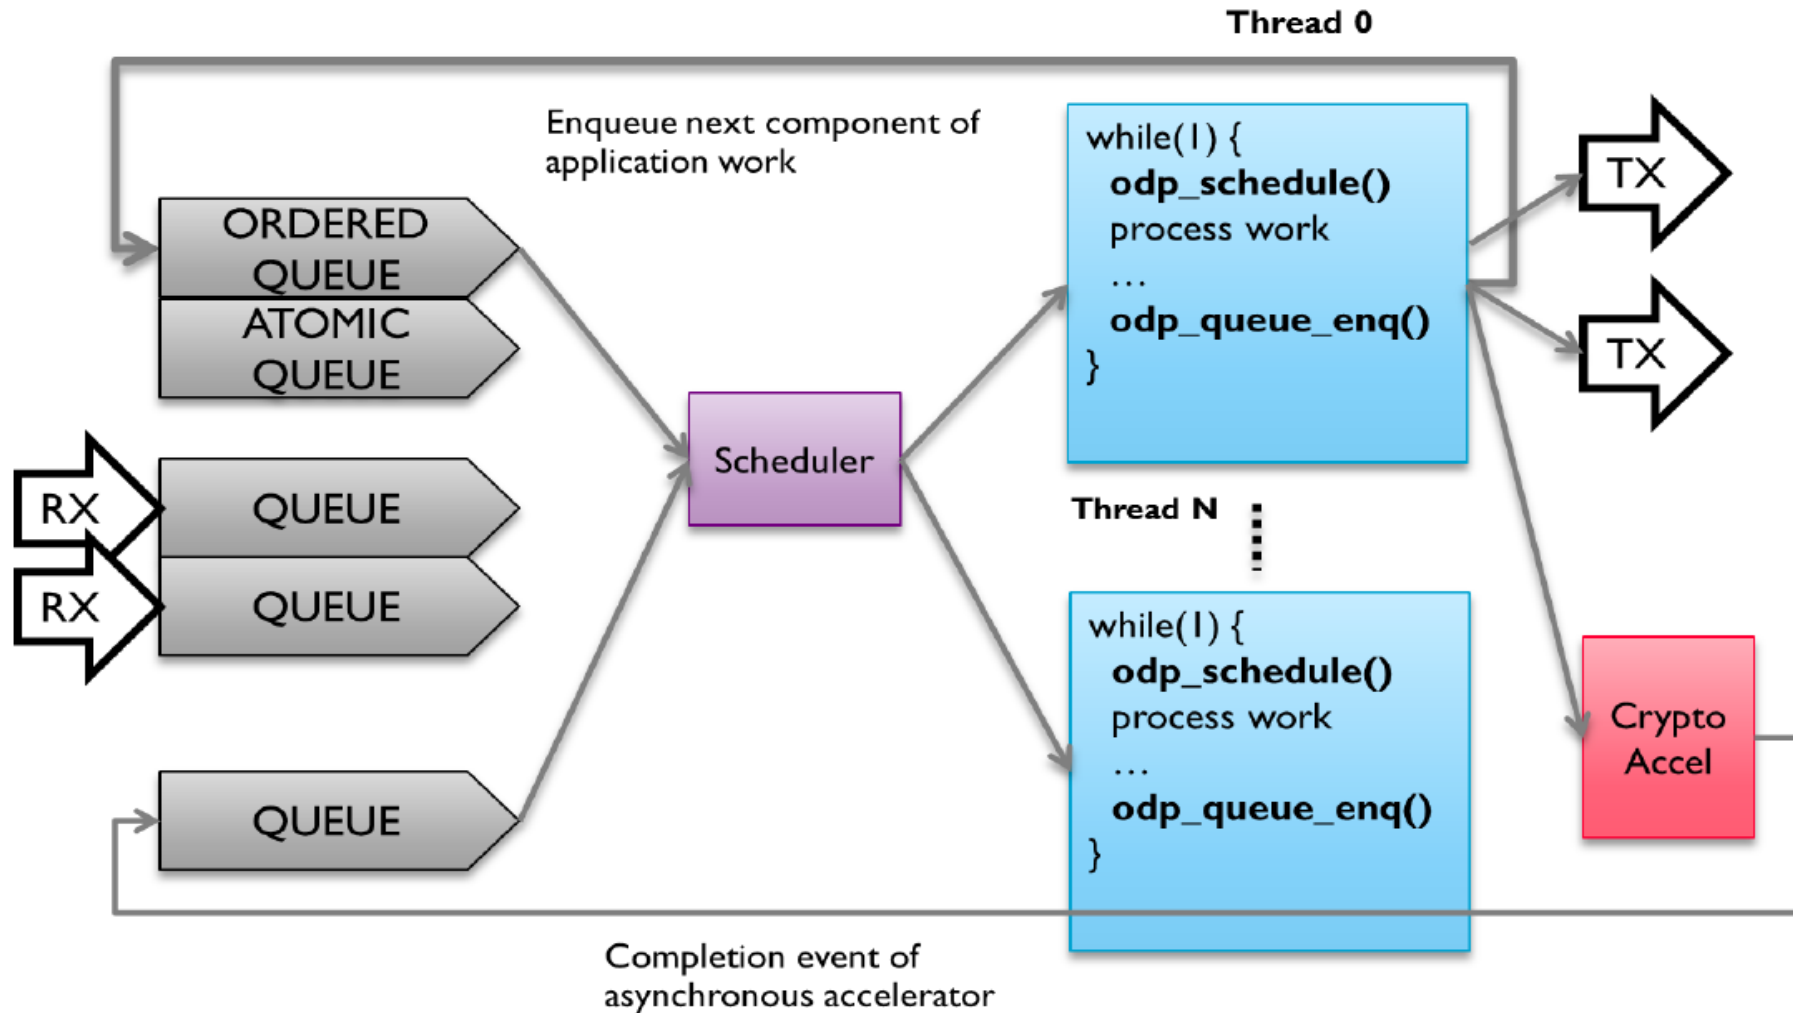 Thread 0
Enqueue next component of
application work
ORDERED
QUEUE
ATOMIC
QUEUE
RX
QUEUE
RX
QUEUE
QUEUE
Scheduler
while(1) {
odp_schedule()
process work
...
odp_queue_enq()
}
TX
TX
Thread N
while(1) {
odp_schedule()
process work
...
odp_queue_enq()
}
Crypto
Accel
Completion event of
asynchronous accelerator